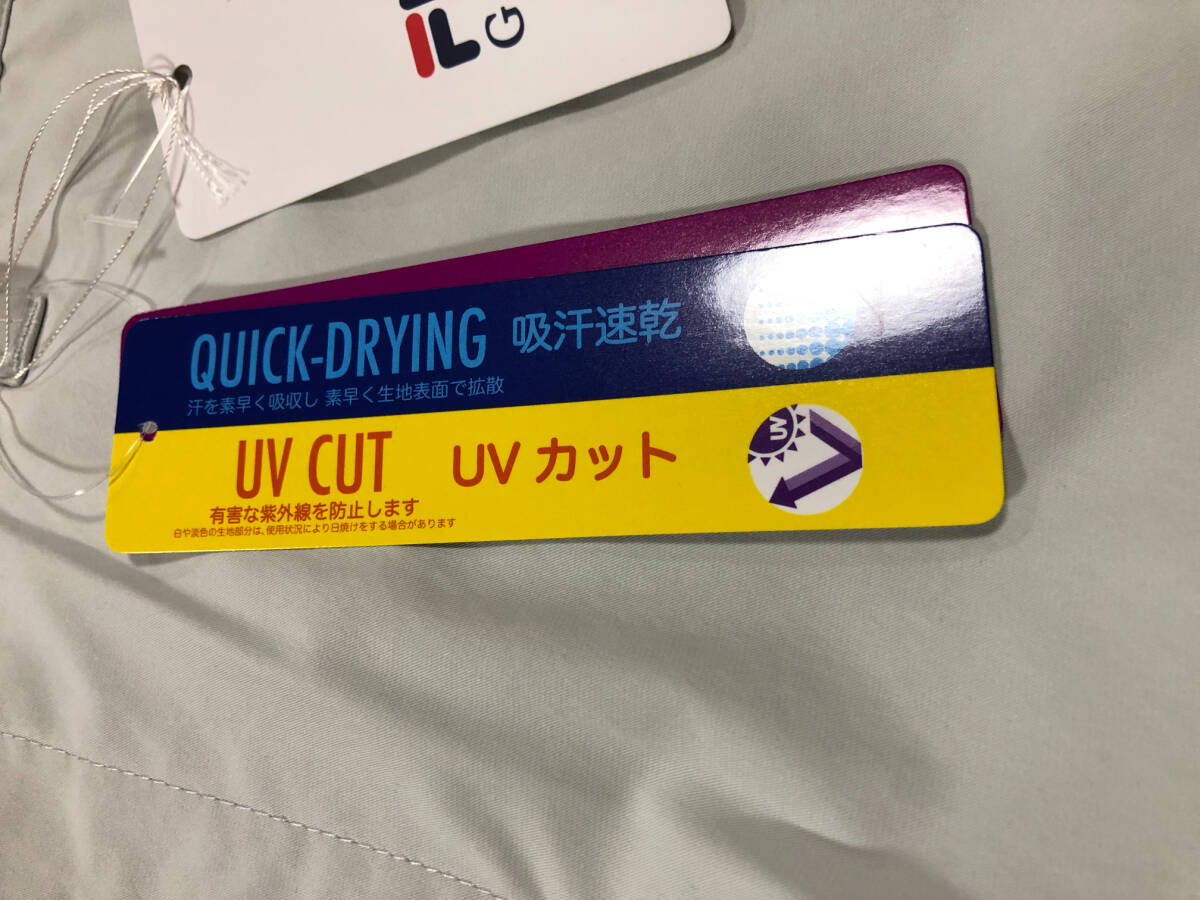 IL G
QUICK-DRYING 吸汗速乾
汗を素早く吸収し 素早く生地表面で拡散
UV CUT UV カット
有害な紫外線を防止します
白や淡色の生地部分は、使用状況により日焼けをする場合があります
UV